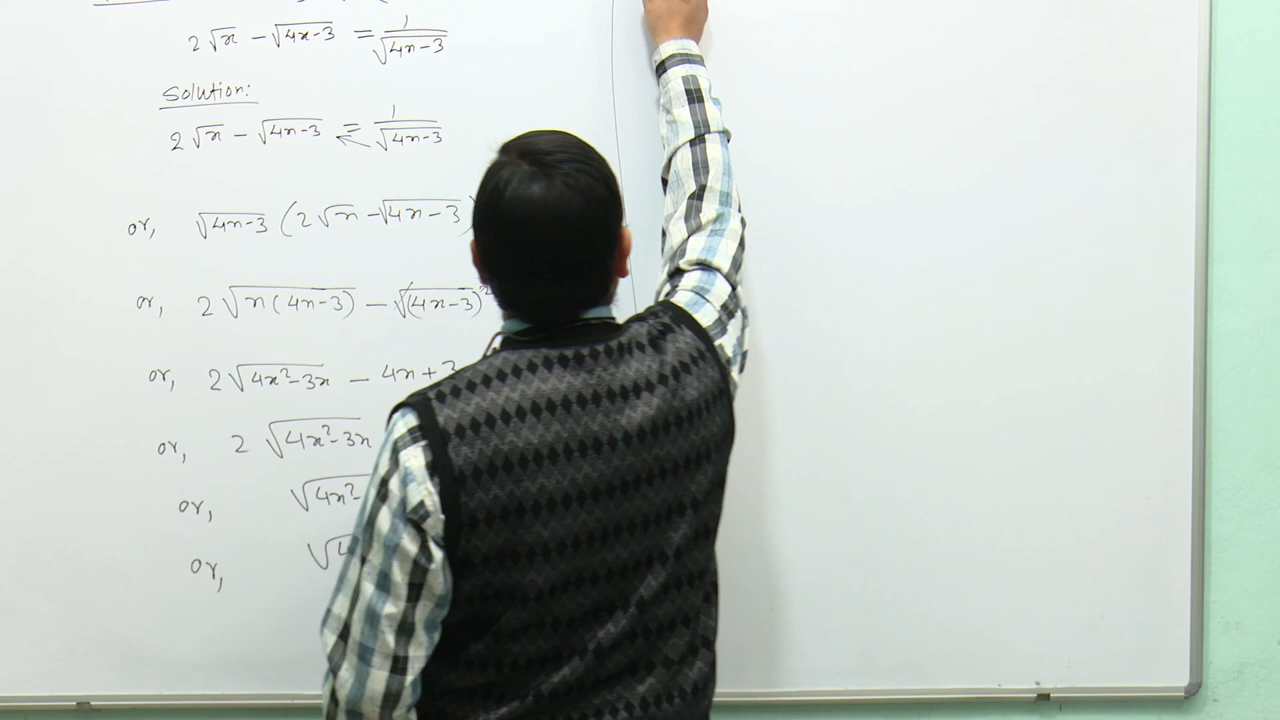 2√x - √4x-3 = 1/√4x-3
Solution:
2√x - √4x-3 = 1/√4x-3
or, √4x-3 (2√x - √4x-3
or, 2√x(4x-3) - √(4x-3)²
or, 2√4x²-3x - 4x + 3
or, 2 √4x²-3x
or, √4x²
or, √4